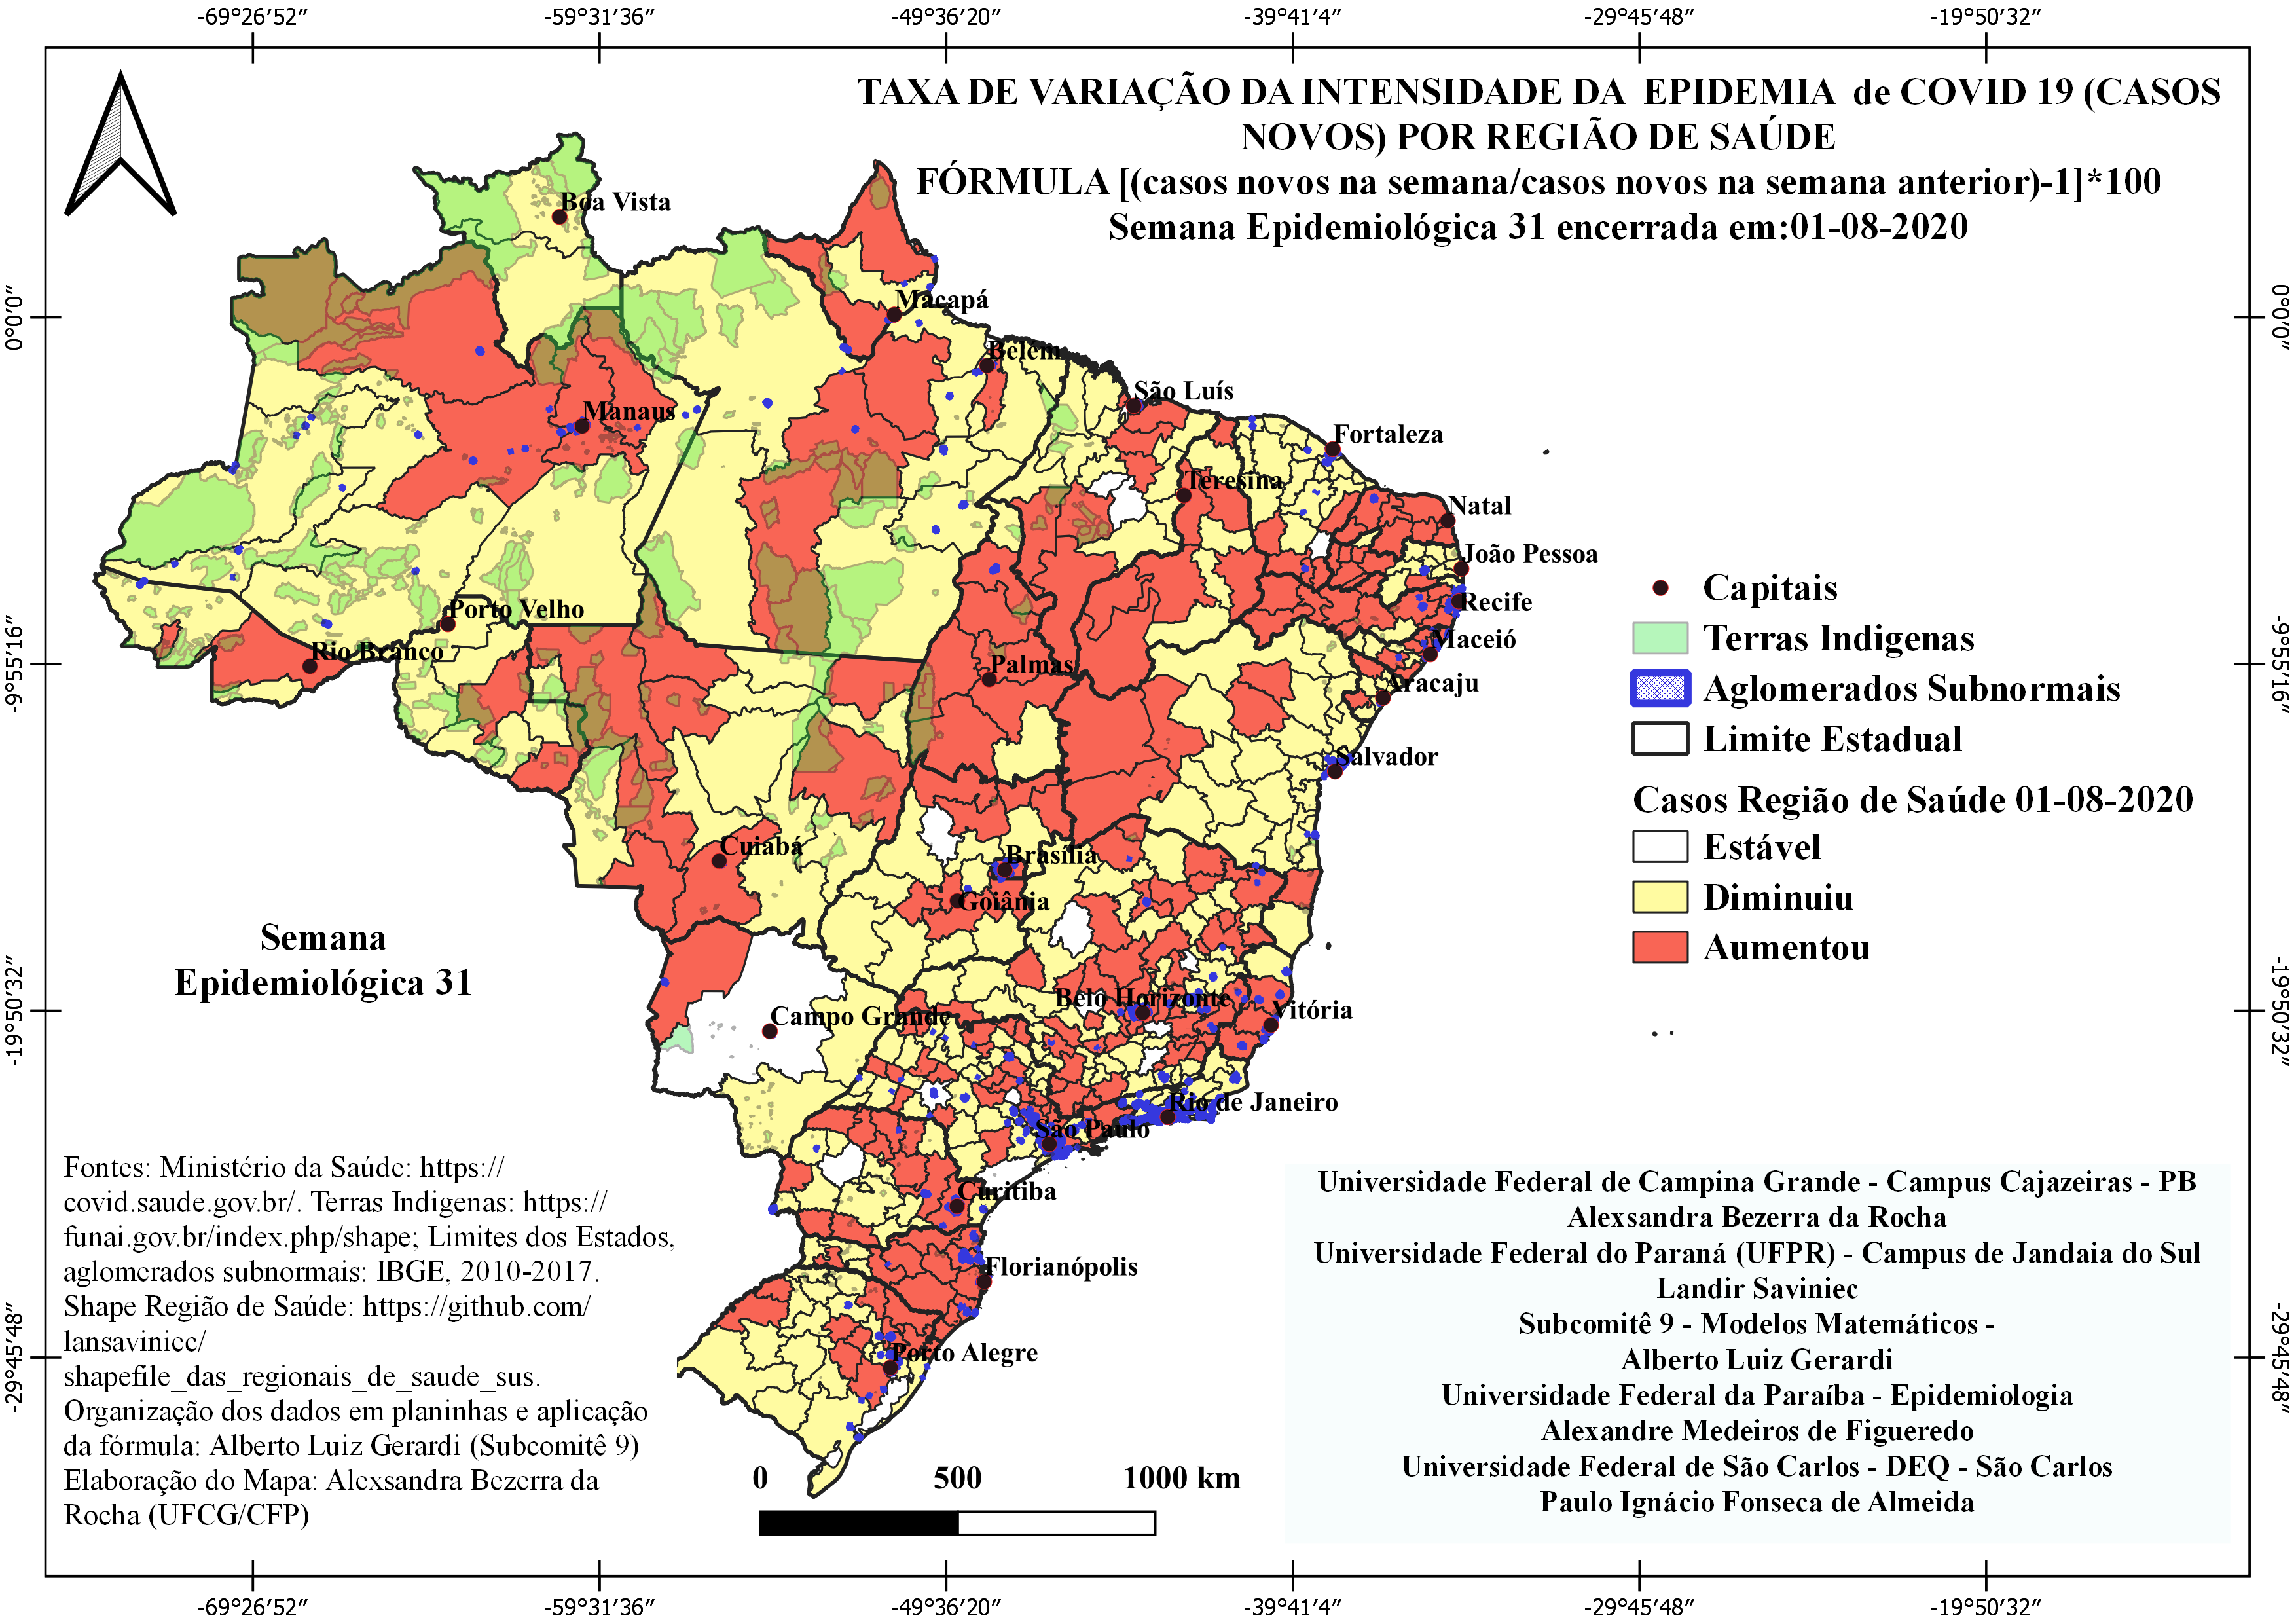 -69°26′52″ -59°31′36″ -49°36′20″ -39°41′4″ -29°45′48″ -19°50′32″
TAXA DE VARIAÇÃO DA INTENSIDADE DA EPIDEMIA de COVID 19 (CASOS
NOVOS) POR REGIÃO DE SAÚDE
FÓRMULA [(casos novos na semana/casos novos na semana anterior)-1]*100
Semana Epidemiológica 31 encerrada em:01-08-2020
0°0′0″
-9°55′16″
-19°50′32″
-29°45′48″
0°0′0″
-9°55′16″
-19°50′32″
-29°45′48″
Boa Vista
Macapá
Belém
São Luís
Manaus
Fortaleza
Teresina
Natal
João Pessoa
Recife
Porto Velho
Maceió
Rio Branco
Palmas
Aracaju
Salvador
Cuiabá
Brasília
Goiânia
Belo Horizonte
Vitória
Campo Grande
Rio de Janeiro
São Paulo
Curitiba
Florianópolis
Porto Alegre
Capitais
Terras Indigenas
Aglomerados Subnormais
Limite Estadual
Casos Região de Saúde 01-08-2020
Estável
Diminuiu
Aumentou
Semana
Epidemiológica 31
Fontes: Ministério da Saúde: https://
covid.saude.gov.br/. Terras Indigenas: https://
funai.gov.br/index.php/shape; Limites dos Estados,
aglomerados subnormais: IBGE, 2010-2017.
Shape Região de Saúde: https://github.com/
lansaviniec/
shapefile_das_regionais_de_saude_sus.
Organização dos dados em planinhas e aplicação
da fórmula: Alberto Luiz Gerardi (Subcomitê 9)
Elaboração do Mapa: Alexsandra Bezerra da
Rocha (UFCG/CFP)
0 500 1000 km
Universidade Federal de Campina Grande - Campus Cajazeiras - PB
Alexsandra Bezerra da Rocha
Universidade Federal do Paraná (UFPR) - Campus de Jandaia do Sul
Landir Saviniec
Subcomitê 9 - Modelos Matemáticos -
Alberto Luiz Gerardi
Universidade Federal da Paraíba - Epidemiologia
Alexandre Medeiros de Figueredo
Universidade Federal de São Carlos - DEQ - São Carlos
Paulo Ignácio Fonseca de Almeida
-69°26′52″ -59°31′36″ -49°36′20″ -39°41′4″ -29°45′48″ -19°50′32″